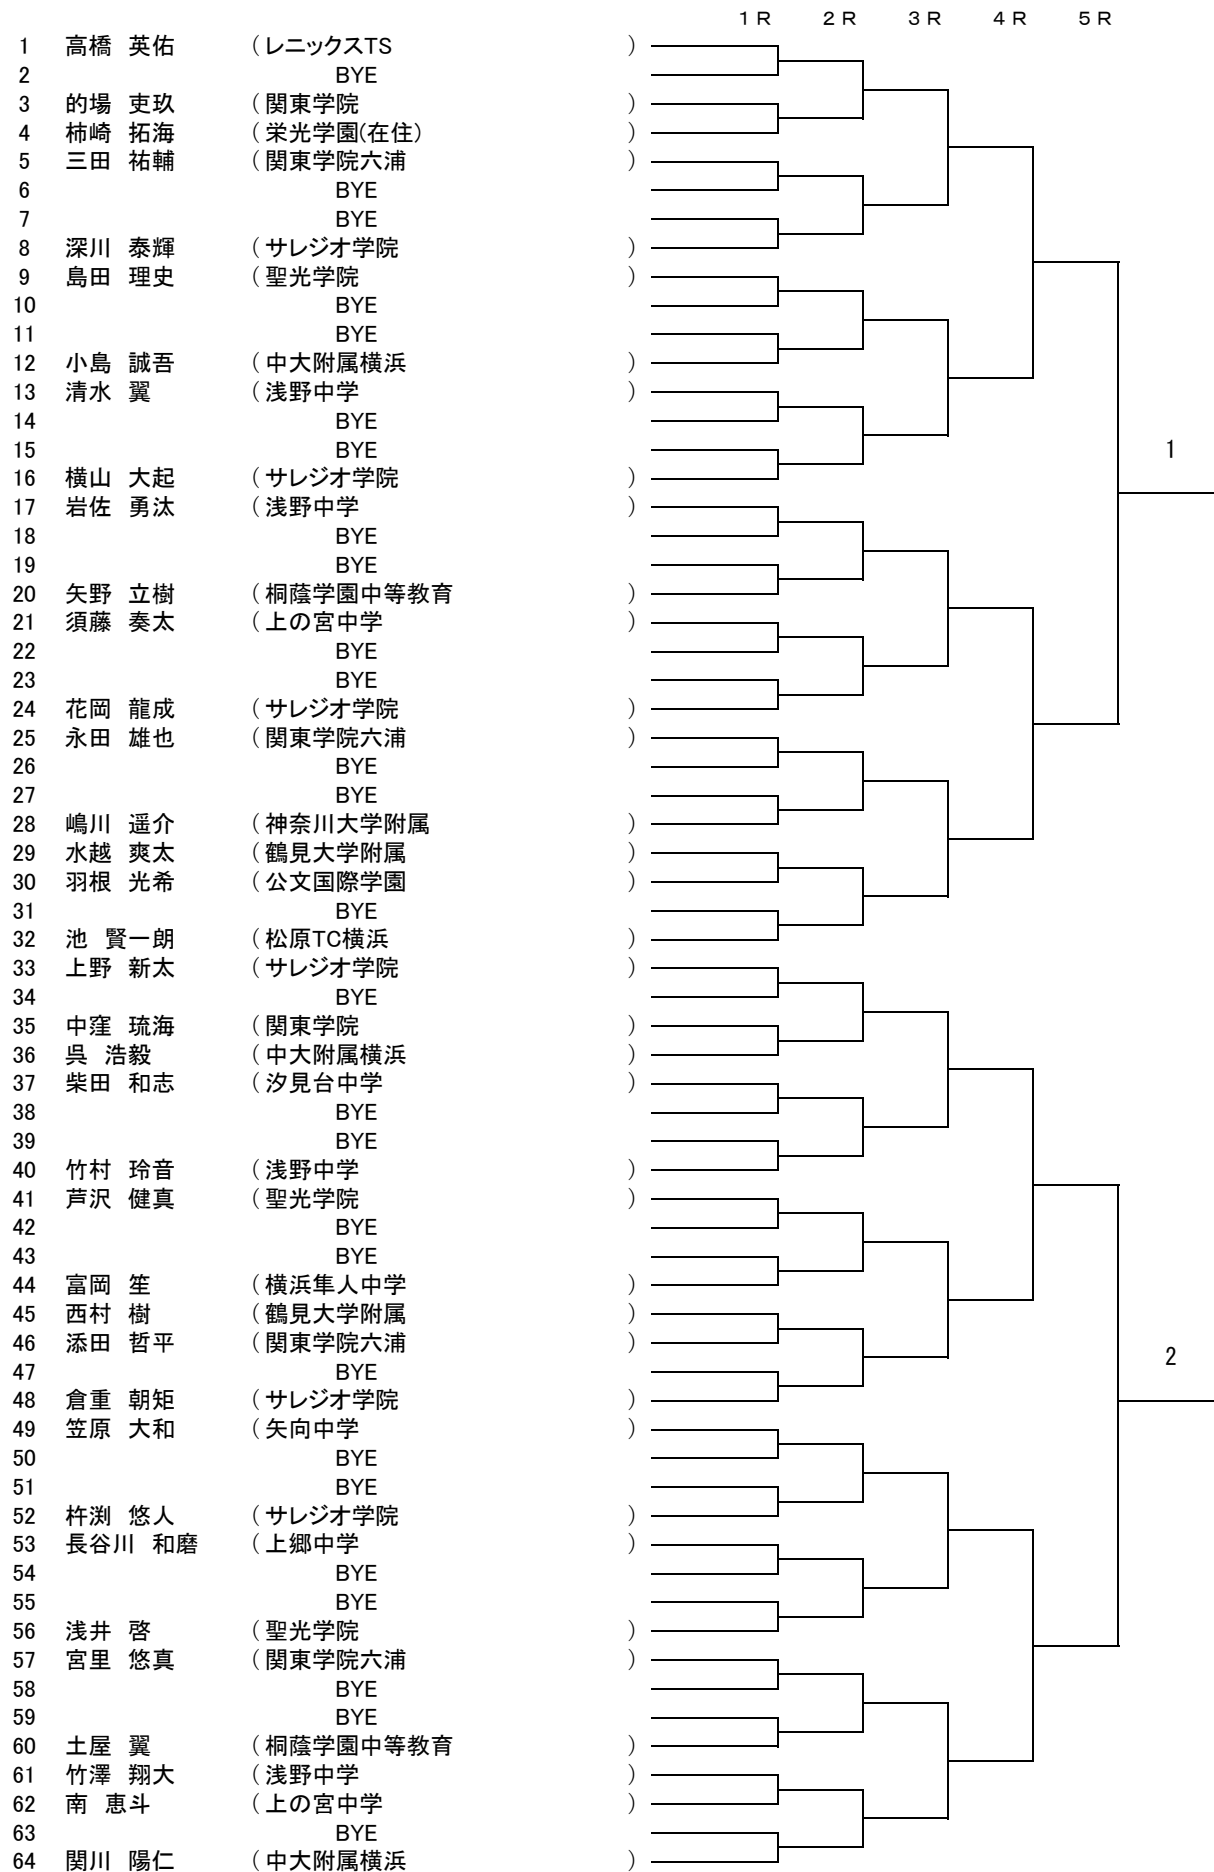 １Ｒ ２Ｒ ３Ｒ ４Ｒ ５Ｒ
1 高橋 英佑 （レニックスTS ）
2 BYE
3 的場 吏玖 （関東学院 ）
4 柿崎 拓海 （栄光学園(在住) ）
5 三田 祐輔 （関東学院六浦 ）
6 BYE
7 BYE
8 深川 泰輝 （サレジオ学院 ）
9 島田 理史 （聖光学院 ）
10 BYE
11 BYE
12 小島 誠吾 （中大附属横浜 ）
13 清水 翼 （浅野中学 ）
14 BYE
15 BYE 1
16 横山 大起 （サレジオ学院 ）
17 岩佐 勇汰 （浅野中学 ）
18 BYE
19 BYE
20 矢野 立樹 （桐蔭学園中等教育 ）
21 須藤 奏太 （上の宮中学 ）
22 BYE
23 BYE
24 花岡 龍成 （サレジオ学院 ）
25 永田 雄也 （関東学院六浦 ）
26 BYE
27 BYE
28 嶋川 遥介 （神奈川大学附属 ）
29 水越 爽太 （鶴見大学附属 ）
30 羽根 光希 （公文国際学園 ）
31 BYE
32 池 賢一朗 （松原TC横浜 ）
33 上野 新太 （サレジオ学院 ）
34 BYE
35 中窪 琉海 （関東学院 ）
36 呉 浩毅 （中大附属横浜 ）
37 柴田 和志 （汐見台中学 ）
38 BYE
39 BYE
40 竹村 玲音 （浅野中学 ）
41 芦沢 健真 （聖光学院 ）
42 BYE
43 BYE
44 富岡 笙 （横浜隼人中学 ）
45 西村 樹 （鶴見大学附属 ）
46 添田 哲平 （関東学院六浦 ）
47 BYE 2
48 倉重 朝矩 （サレジオ学院 ）
49 笠原 大和 （矢向中学 ）
50 BYE
51 BYE
52 杵渕 悠人 （サレジオ学院 ）
53 長谷川 和磨 （上郷中学 ）
54 BYE
55 BYE
56 浅井 啓 （聖光学院 ）
57 宮里 悠真 （関東学院六浦 ）
58 BYE
59 BYE
60 土屋 翼 （桐蔭学園中等教育 ）
61 竹澤 翔大 （浅野中学 ）
62 南 恵斗 （上の宮中学 ）
63 BYE
64 関川 陽仁 （中大附属横浜 ）